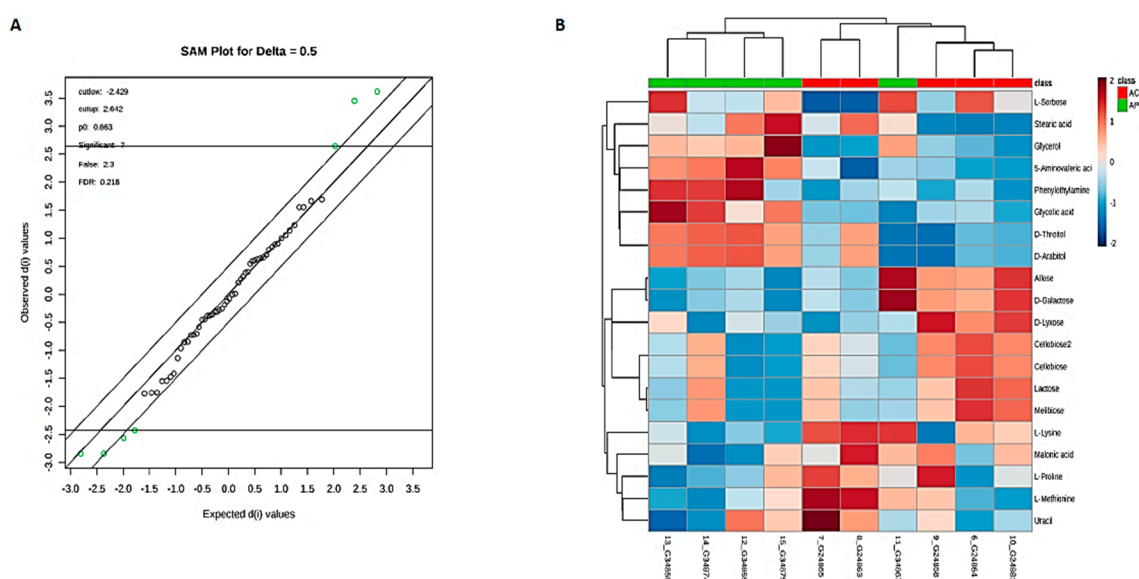 A
SAM Plot for Delta = 0.5
cutlow: -2.429
cutup: 2.642
p0: 0.663
Significant: 7
False: 2.3
FDR: 0.218
Observed d(i) values
3.5
3.0
2.5
2.0
1.5
1.0
0.5
0.0
-0.5
-1.0
-1.5
-2.0
-2.5
-3.0
-3.0 -2.5 -2.0 -1.5 -1.0 -0.5 0.0 0.5 1.0 1.5 2.0 2.5 3.0 3.5
Expected d(i) values
B
class
L-Sorbose
Stearic acid
Glycerol
5-Aminovaleric aci
Phenylethylamine
Glycolic acid
D-Threitol
D-Arabitol
Allose
D-Galactose
D-Lyxose
Cellobiose2
Cellobiose
Lactose
Melibiose
L-Lysine
Malonic acid
L-Proline
L-Methionine
Uracil
2
1
0
-1
-2
class
AC
AP